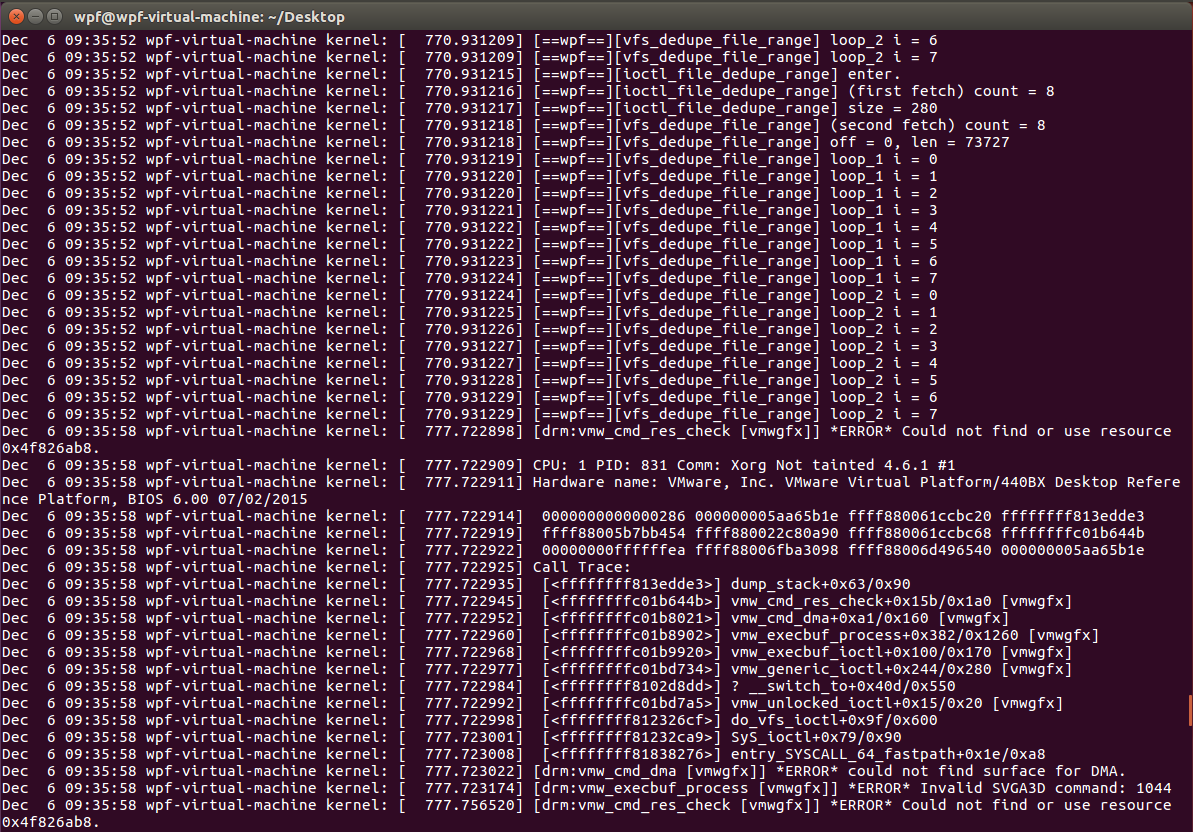 wpf@wpf-virtual-machine: ~/Desktop
Dec  6 09:35:52 wpf-virtual-machine kernel: [  770.931209] [==wpf==][vfs_dedupe_file_range] loop_2 i = 6
Dec  6 09:35:52 wpf-virtual-machine kernel: [  770.931209] [==wpf==][vfs_dedupe_file_range] loop_2 i = 7
Dec  6 09:35:52 wpf-virtual-machine kernel: [  770.931215] [==wpf==][ioctl_file_dedupe_range] enter.
Dec  6 09:35:52 wpf-virtual-machine kernel: [  770.931216] [==wpf==][ioctl_file_dedupe_range] (first fetch) count = 8
Dec  6 09:35:52 wpf-virtual-machine kernel: [  770.931217] [==wpf==][ioctl_file_dedupe_range] size = 280
Dec  6 09:35:52 wpf-virtual-machine kernel: [  770.931218] [==wpf==][vfs_dedupe_file_range] (second fetch) count = 8
Dec  6 09:35:52 wpf-virtual-machine kernel: [  770.931218] [==wpf==][vfs_dedupe_file_range] off = 0, len = 73727
Dec  6 09:35:52 wpf-virtual-machine kernel: [  770.931219] [==wpf==][vfs_dedupe_file_range] loop_1 i = 0
Dec  6 09:35:52 wpf-virtual-machine kernel: [  770.931220] [==wpf==][vfs_dedupe_file_range] loop_1 i = 1
Dec  6 09:35:52 wpf-virtual-machine kernel: [  770.931220] [==wpf==][vfs_dedupe_file_range] loop_1 i = 2
Dec  6 09:35:52 wpf-virtual-machine kernel: [  770.931221] [==wpf==][vfs_dedupe_file_range] loop_1 i = 3
Dec  6 09:35:52 wpf-virtual-machine kernel: [  770.931222] [==wpf==][vfs_dedupe_file_range] loop_1 i = 4
Dec  6 09:35:52 wpf-virtual-machine kernel: [  770.931222] [==wpf==][vfs_dedupe_file_range] loop_1 i = 5
Dec  6 09:35:52 wpf-virtual-machine kernel: [  770.931223] [==wpf==][vfs_dedupe_file_range] loop_1 i = 6
Dec  6 09:35:52 wpf-virtual-machine kernel: [  770.931224] [==wpf==][vfs_dedupe_file_range] loop_1 i = 7
Dec  6 09:35:52 wpf-virtual-machine kernel: [  770.931224] [==wpf==][vfs_dedupe_file_range] loop_2 i = 0
Dec  6 09:35:52 wpf-virtual-machine kernel: [  770.931225] [==wpf==][vfs_dedupe_file_range] loop_2 i = 1
Dec  6 09:35:52 wpf-virtual-machine kernel: [  770.931226] [==wpf==][vfs_dedupe_file_range] loop_2 i = 2
Dec  6 09:35:52 wpf-virtual-machine kernel: [  770.931227] [==wpf==][vfs_dedupe_file_range] loop_2 i = 3
Dec  6 09:35:52 wpf-virtual-machine kernel: [  770.931227] [==wpf==][vfs_dedupe_file_range] loop_2 i = 4
Dec  6 09:35:52 wpf-virtual-machine kernel: [  770.931228] [==wpf==][vfs_dedupe_file_range] loop_2 i = 5
Dec  6 09:35:52 wpf-virtual-machine kernel: [  770.931229] [==wpf==][vfs_dedupe_file_range] loop_2 i = 6
Dec  6 09:35:52 wpf-virtual-machine kernel: [  770.931229] [==wpf==][vfs_dedupe_file_range] loop_2 i = 7
Dec  6 09:35:58 wpf-virtual-machine kernel: [  777.722898] [drm:vmw_cmd_res_check [vmwgfx]] *ERROR* Could not find or use resource
0x4f826ab8.
Dec  6 09:35:58 wpf-virtual-machine kernel: [  777.722909] CPU: 1 PID: 831 Comm: Xorg Not tainted 4.6.1 #1
Dec  6 09:35:58 wpf-virtual-machine kernel: [  777.722911] Hardware name: VMware, Inc. VMware Virtual Platform/440BX Desktop Refere
nce Platform, BIOS 6.00 07/02/2015
Dec  6 09:35:58 wpf-virtual-machine kernel: [  777.722914]  0000000000000286 000000005aa65b1e ffff880061ccbc20 ffffffff813edde3
Dec  6 09:35:58 wpf-virtual-machine kernel: [  777.722919]  ffff88005b7bb454 ffff880022c80a90 ffff880061ccbc68 ffffffffc01b644b
Dec  6 09:35:58 wpf-virtual-machine kernel: [  777.722922]  00000000ffffffea ffff88006fba3098 ffff88006d496540 000000005aa65b1e
Dec  6 09:35:58 wpf-virtual-machine kernel: [  777.722925] Call Trace:
Dec  6 09:35:58 wpf-virtual-machine kernel: [  777.722935]  [<ffffffff813edde3>] dump_stack+0x63/0x90
Dec  6 09:35:58 wpf-virtual-machine kernel: [  777.722945]  [<ffffffffc01b644b>] vmw_cmd_res_check+0x15b/0x1a0 [vmwgfx]
Dec  6 09:35:58 wpf-virtual-machine kernel: [  777.722952]  [<ffffffffc01b8021>] vmw_cmd_dma+0xa1/0x160 [vmwgfx]
Dec  6 09:35:58 wpf-virtual-machine kernel: [  777.722960]  [<ffffffffc01b8902>] vmw_execbuf_process+0x382/0x1260 [vmwgfx]
Dec  6 09:35:58 wpf-virtual-machine kernel: [  777.722968]  [<ffffffffc01b9920>] vmw_execbuf_ioctl+0x100/0x170 [vmwgfx]
Dec  6 09:35:58 wpf-virtual-machine kernel: [  777.722977]  [<ffffffffc01bd734>] vmw_generic_ioctl+0x244/0x280 [vmwgfx]
Dec  6 09:35:58 wpf-virtual-machine kernel: [  777.722984]  [<ffffffff8102d8dd>] ? __switch_to+0x40d/0x550
Dec  6 09:35:58 wpf-virtual-machine kernel: [  777.722992]  [<ffffffffc01bd7a5>] vmw_unlocked_ioctl+0x15/0x20 [vmwgfx]
Dec  6 09:35:58 wpf-virtual-machine kernel: [  777.722998]  [<ffffffff812326cf>] do_vfs_ioctl+0x9f/0x600
Dec  6 09:35:58 wpf-virtual-machine kernel: [  777.723001]  [<ffffffff81232ca9>] SyS_ioctl+0x79/0x90
Dec  6 09:35:58 wpf-virtual-machine kernel: [  777.723008]  [<ffffffff81838276>] entry_SYSCALL_64_fastpath+0x1e/0xa8
Dec  6 09:35:58 wpf-virtual-machine kernel: [  777.723022] [drm:vmw_cmd_dma [vmwgfx]] *ERROR* could not find surface for DMA.
Dec  6 09:35:58 wpf-virtual-machine kernel: [  777.723174] [drm:vmw_execbuf_process [vmwgfx]] *ERROR* Invalid SVGA3D command: 1044
Dec  6 09:35:58 wpf-virtual-machine kernel: [  777.756520] [drm:vmw_cmd_res_check [vmwgfx]] *ERROR* Could not find or use resource
0x4f826ab8.